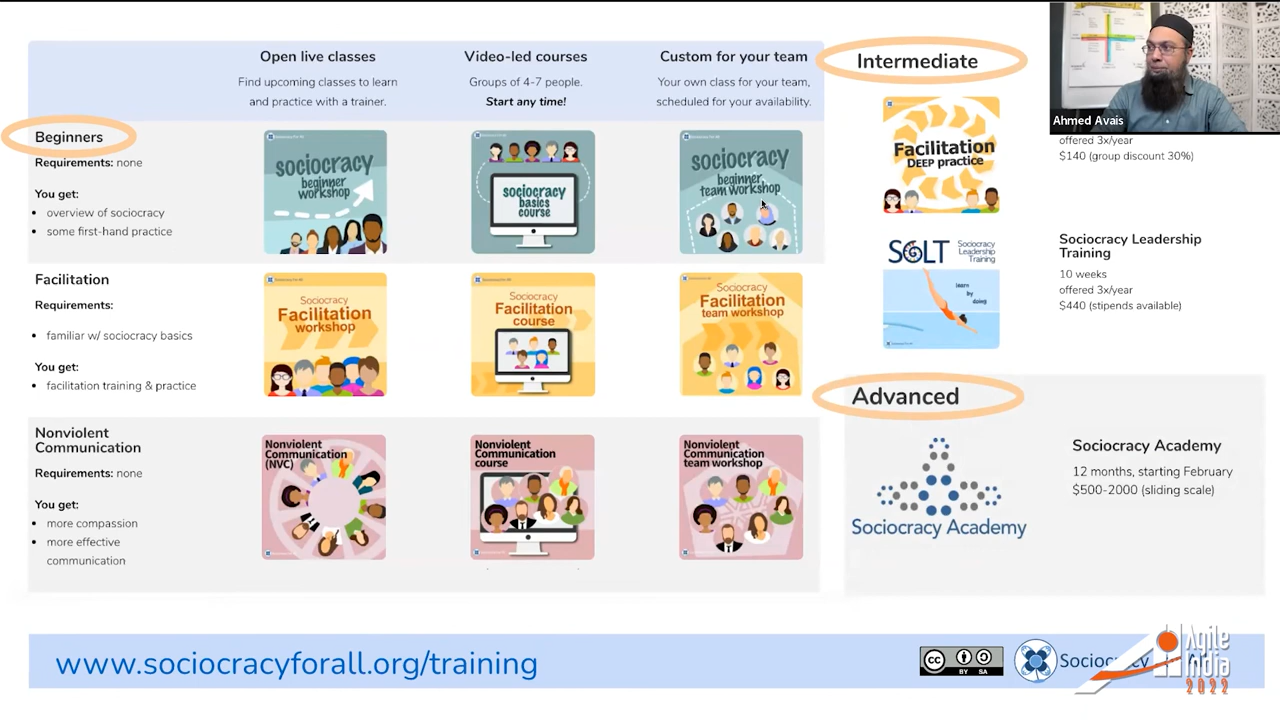 Open live classes
Find upcoming classes to learn
and practice with a trainer.
Video-led courses
Groups of 4-7 people.
Start any time!
Custom for your team
Your own class for your team,
scheduled for your availability.
Beginners
Requirements: none
You get:
• overview of sociocracy
• some first-hand practice
sociocracy
beginner
workshop
sociocracy
basics
course
sociocracy
beginner
team workshop
Facilitation
Requirements:
• familiar w/ sociocracy basics
You get:
• facilitation training & practice
Sociocracy
Facilitation
workshop
Sociocracy
Facilitation
course
Sociocracy
Facilitation
team workshop
Nonviolent
Communication
Requirements: none
You get:
• more compassion
• more effective
communication
Nonviolent
Communication
(NVC)
Nonviolent
Communication
course
Nonviolent
Communication
team workshop
Intermediate
Facilitation
DEEP practice
offered 3x/year
$140 (group discount 30%)
SOLT
Sociocracy
Leadership
Training
learn
by
doing
Sociocracy Leadership
Training
10 weeks
offered 3x/year
$440 (stipends available)
Advanced
Sociocracy Academy
Sociocracy Academy
12 months, starting February
$500-2000 (sliding scale)
Ahmed Avais
www.sociocracyforall.org/training
CC
BY SA
Agile
India
2022